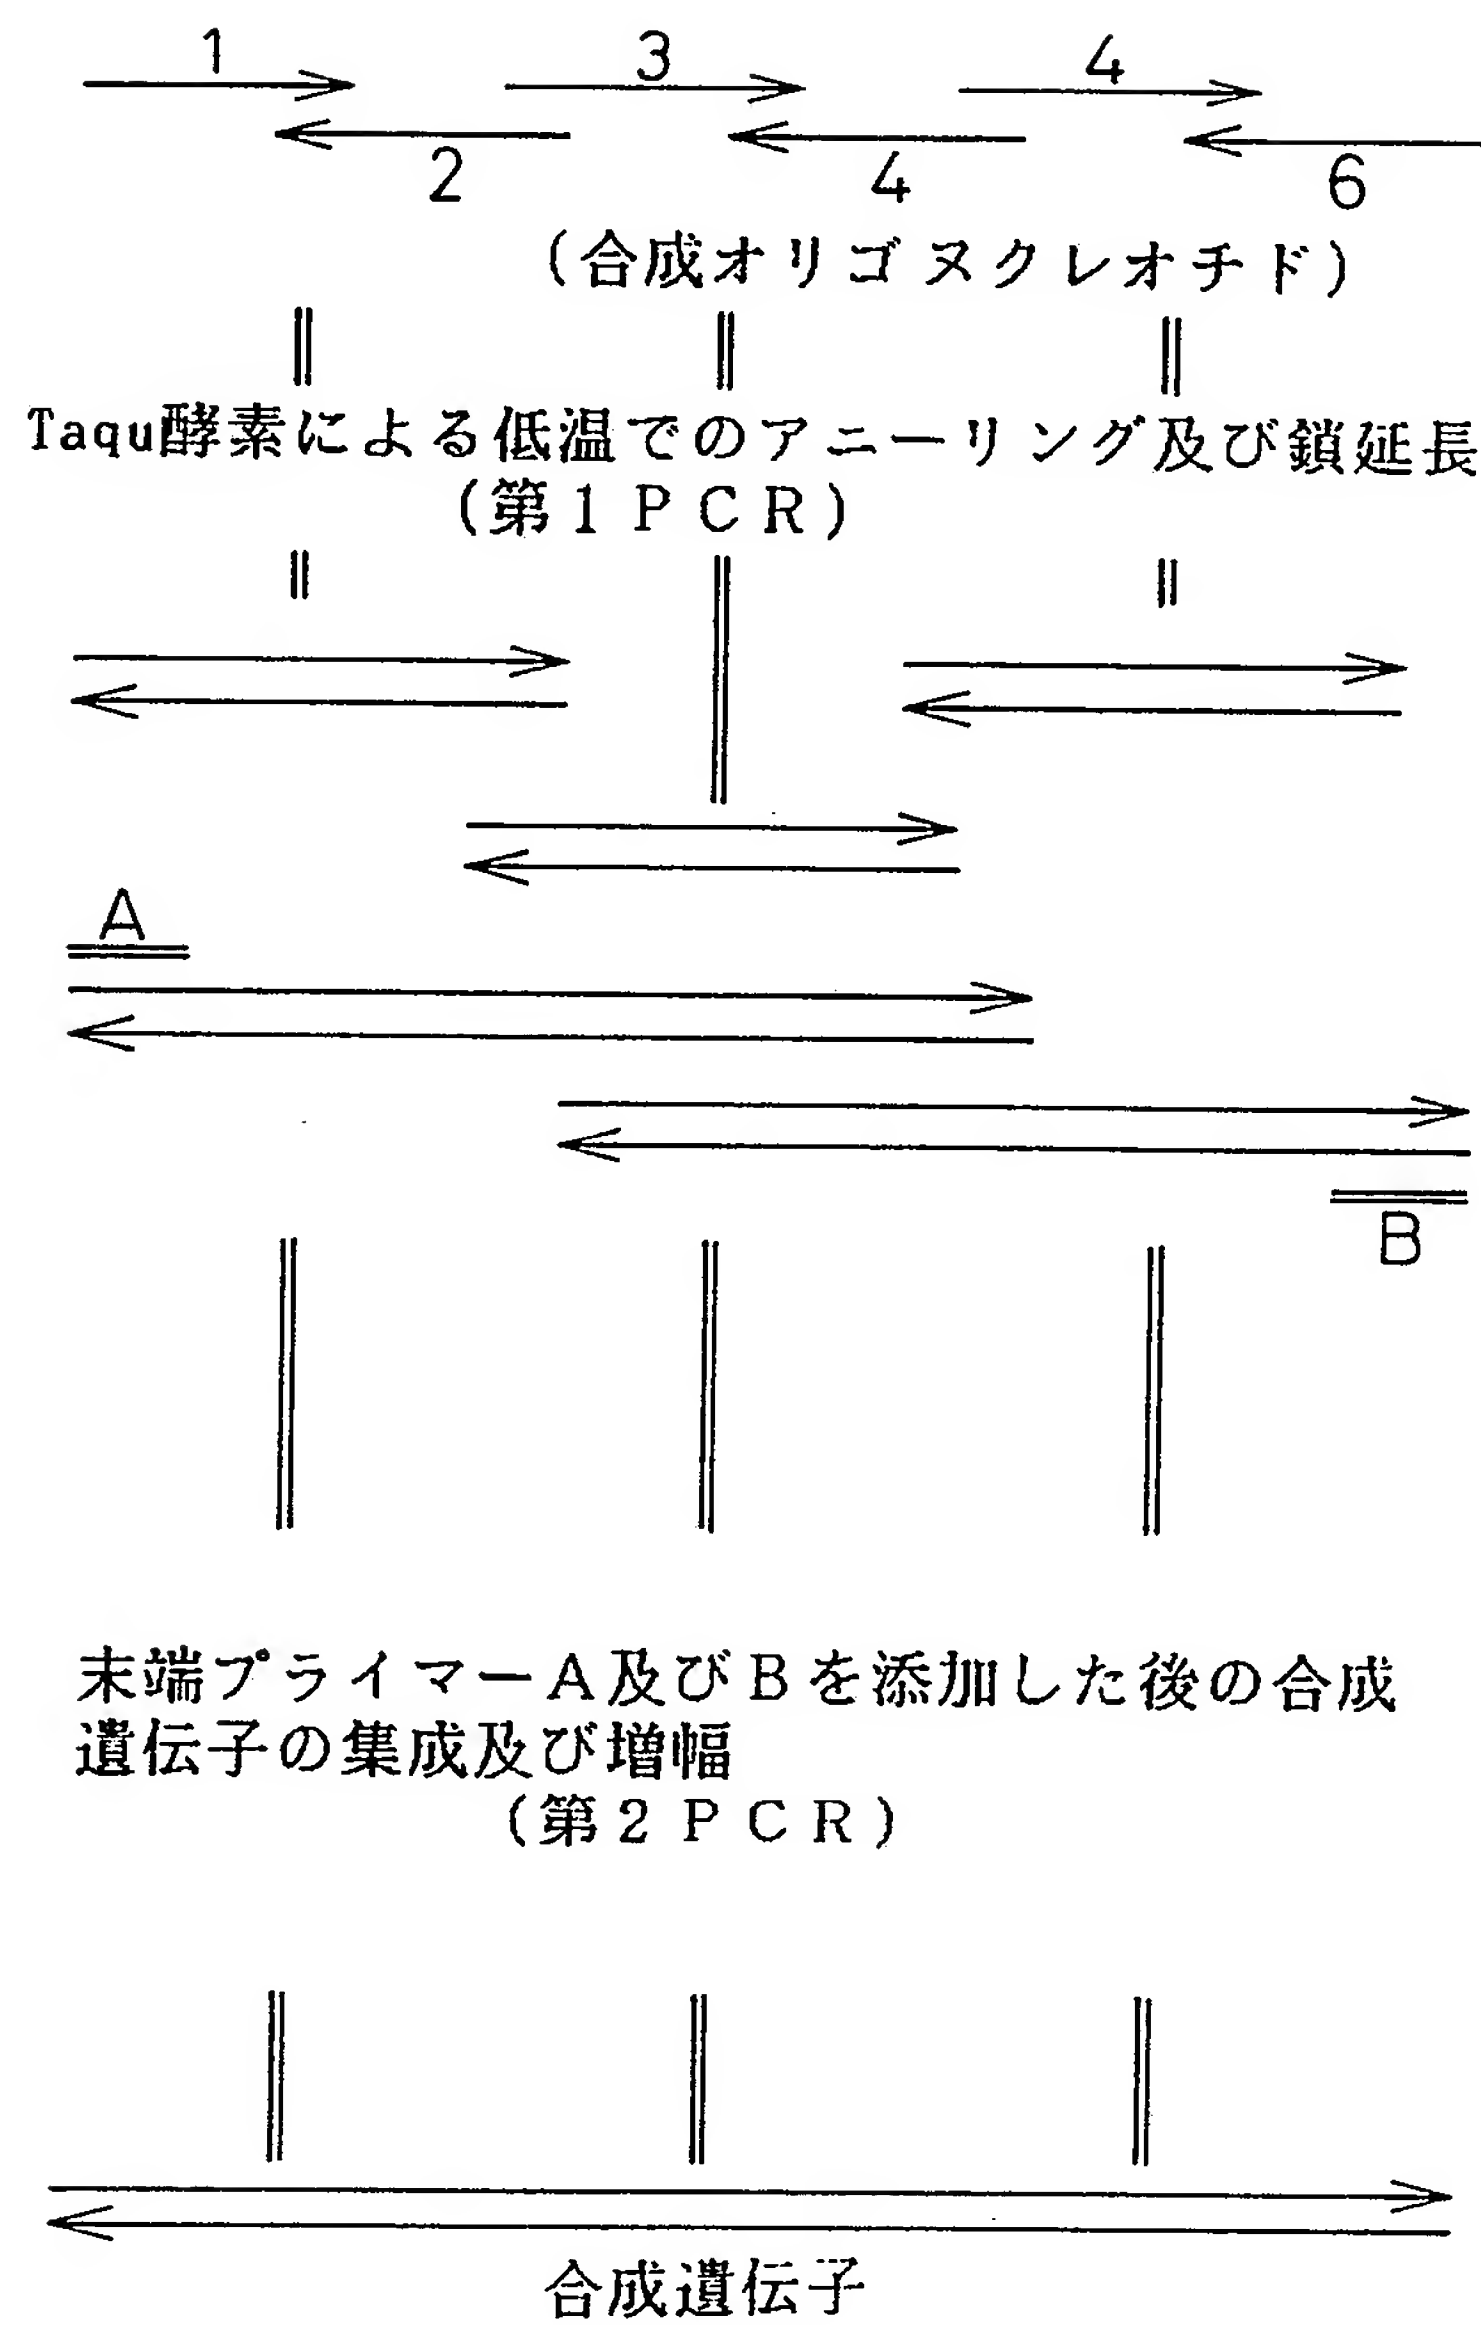 1 3 4
2 4 6
(合成オリゴヌクレオチド)
Taqu酵素による低温でのアニーリング及び鎖延長
(第1PCR)
A
B
末端プライマーA及びBを添加した後の合成
遺伝子の集成及び増幅
(第2PCR)
合成遺伝子